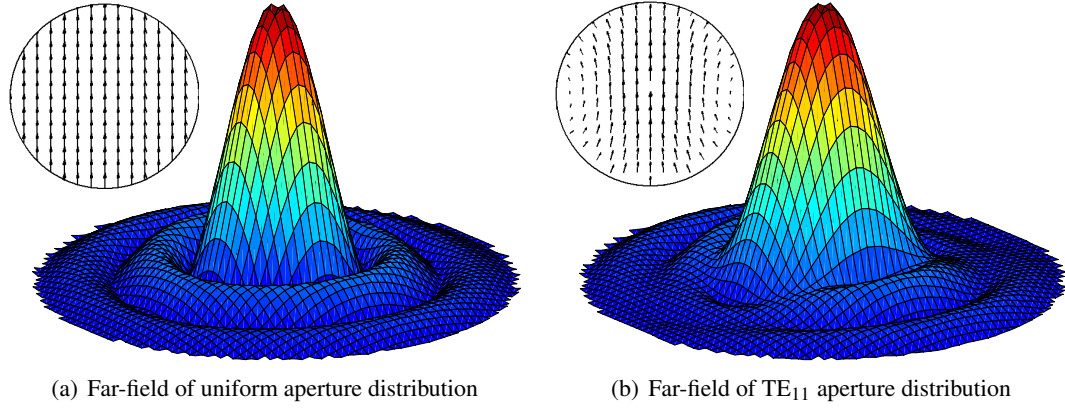 (a) Far-field of uniform aperture distribution
(b) Far-field of TE₁₁ aperture distribution